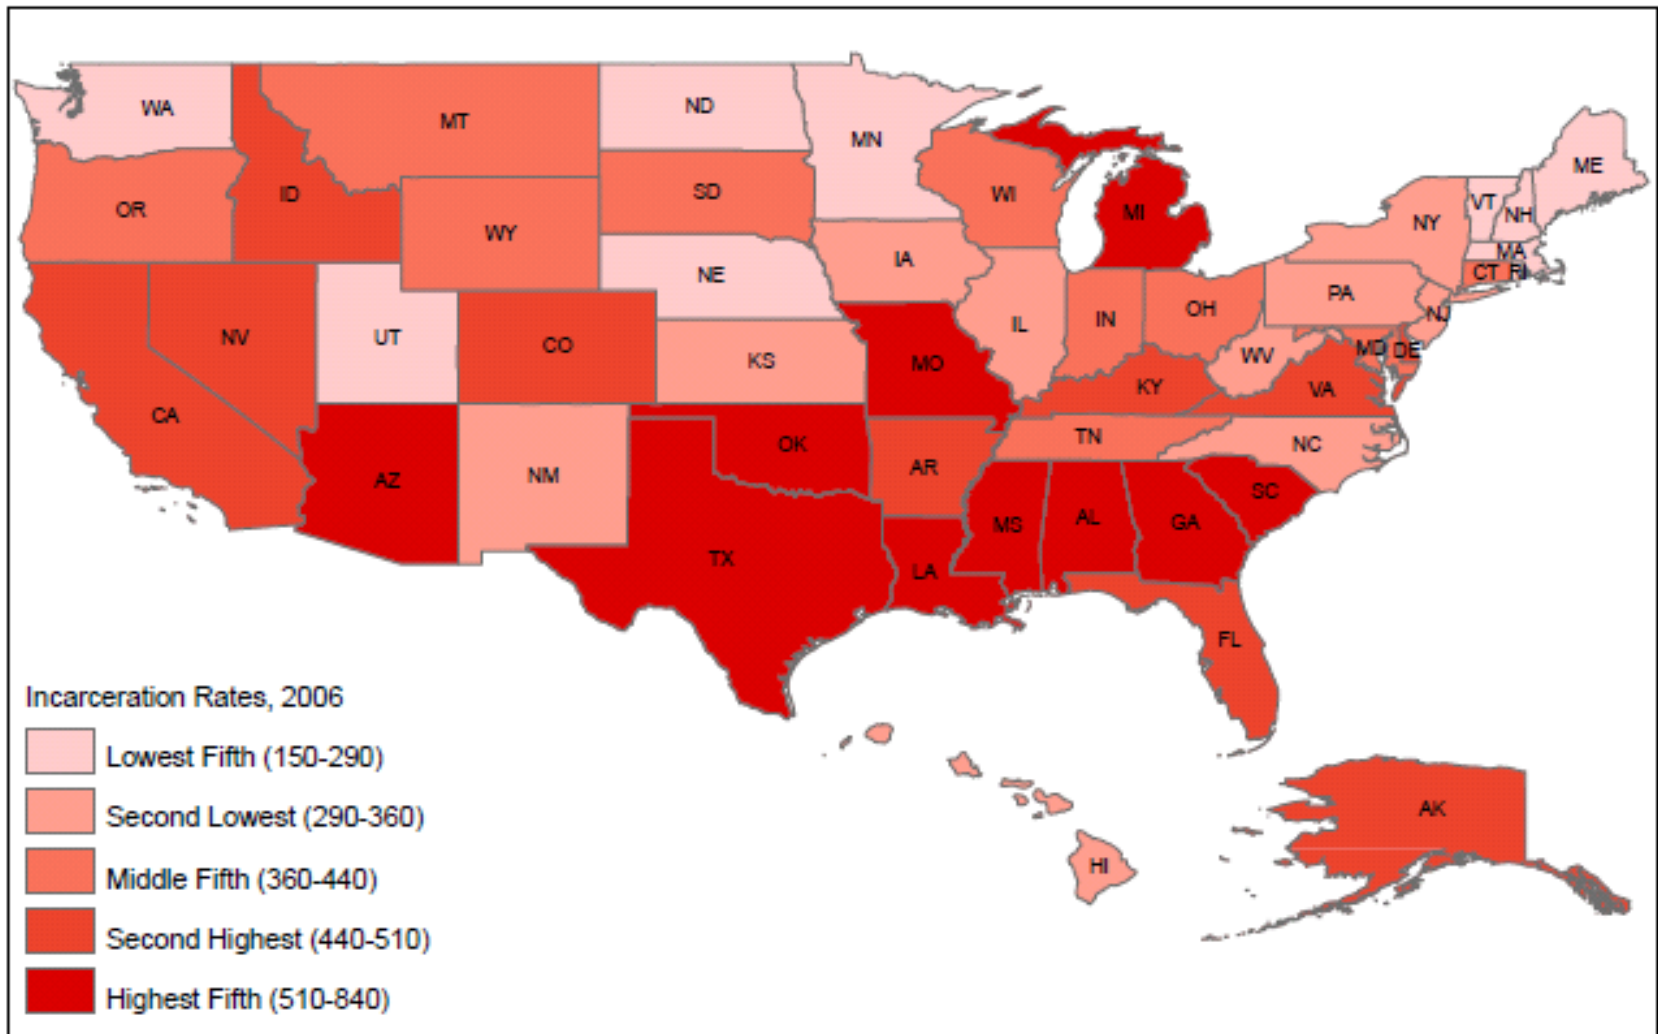 WA
MT
ND
MN
ME
OR
ID
SD
WI
MI
VT
NH
NY
WY
MA
IA
NE
CT RI
PA
NV
UT
CO
IL
IN
OH
NJ
KS
MO
WV
MD DE
CA
KY
VA
AZ
NM
OK
AR
TN
NC
TX
LA
MS
AL
GA
SC
FL
Incarceration Rates, 2006
Lowest Fifth (150-290)
Second Lowest (290-360)
Middle Fifth (360-440)
Second Highest (440-510)
Highest Fifth (510-840)
HI
AK